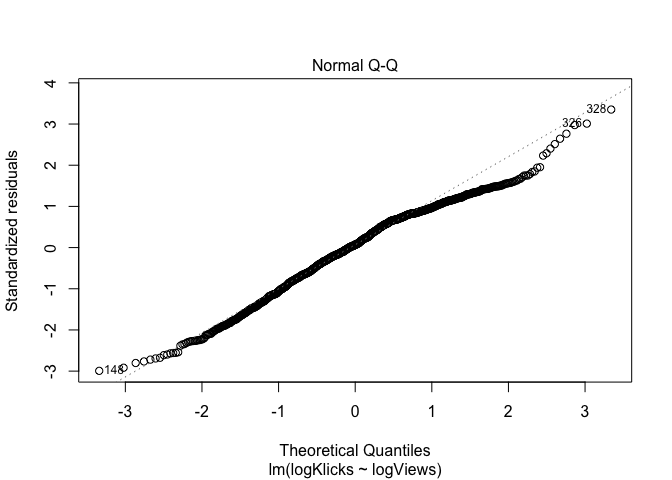 Normal Q-Q
4
3
2
1
0
-1
-2
-3
Standardized residuals
328
326
148
-3 -2 -1 0 1 2 3
Theoretical Quantiles
lm(logKlicks ~ logViews)